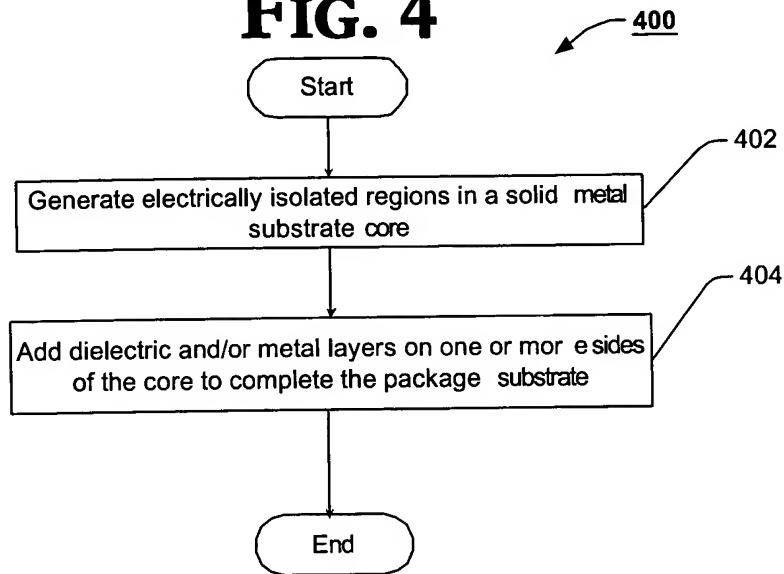 FIG. 4
400
Start
402
Generate electrically isolated regions in a solid metal
substrate core
404
Add dielectric and/or metal layers on one or mor e sides
of the core to complete the package substrate
End